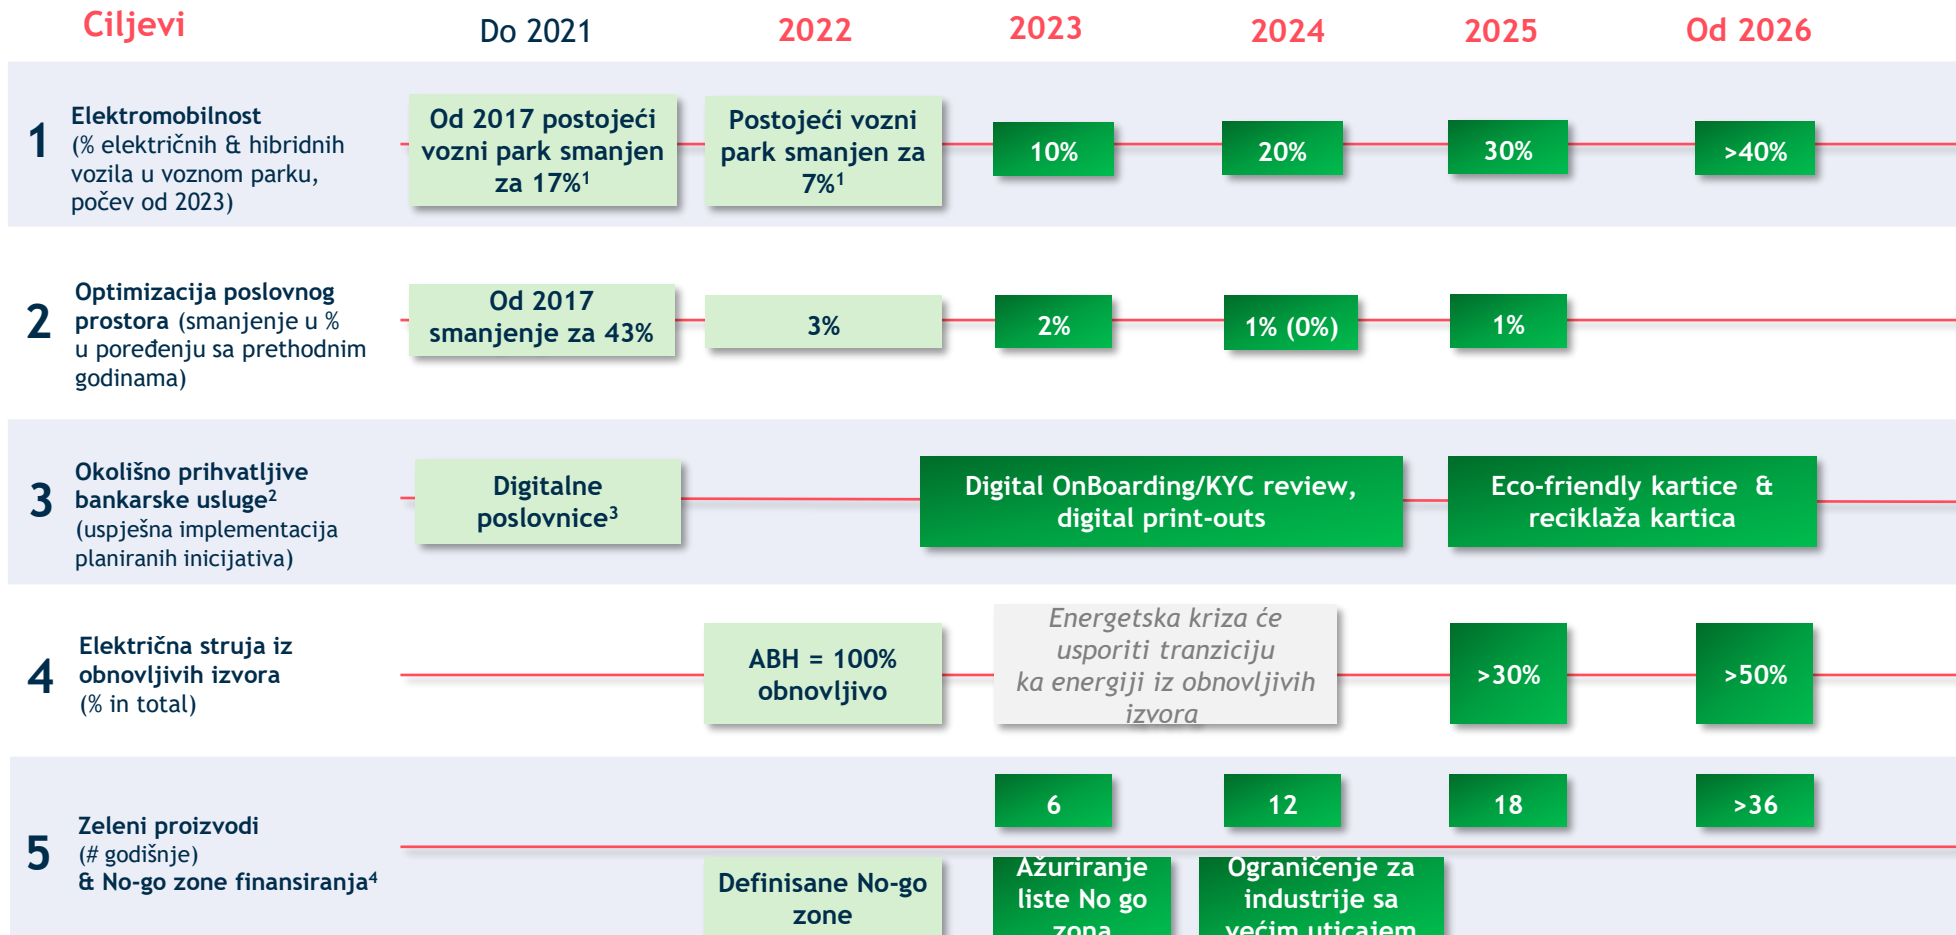 Ciljevi
Do 2021
2022
2023
2024
2025
Od 2026
1
Elektromobilnost
(% električnih & hibridnih
vozila u voznom parku,
počev od 2023)
Od 2017 postojeći
vozni park smanjen
za 17%¹
Postojeći vozni
park smanjen za
7%¹
10%
20%
30%
>40%
2
Optimizacija poslovnog
prostora (smanjenje u %
u poređenju sa prethodnim
godinama)
Od 2017
smanjenje za 43%
3%
2%
1% (0%)
1%
3
Okolišno prihvatljive
bankarske usluge²
(uspješna implementacija
planiranih inicijativa)
Digitalne
poslovnice³
Digital OnBoarding/KYC review,
digital print-outs
Eco-friendly kartice &
reciklaža kartica
4
Električna struja iz
obnovljivih izvora
(% in total)
ABH = 100%
obnovljivo
Energetska kriza će
usporiti tranziciju
ka energiji iz obnovljivih
izvora
>30%
>50%
5
Zeleni proizvodi
(# godišnje)
& No-go zone finansiranja⁴
6
12
18
>36
Definisane No-go
zone
Ažuriranje
liste No go
zona
Ograničenje za
industrije sa
većim uticajem